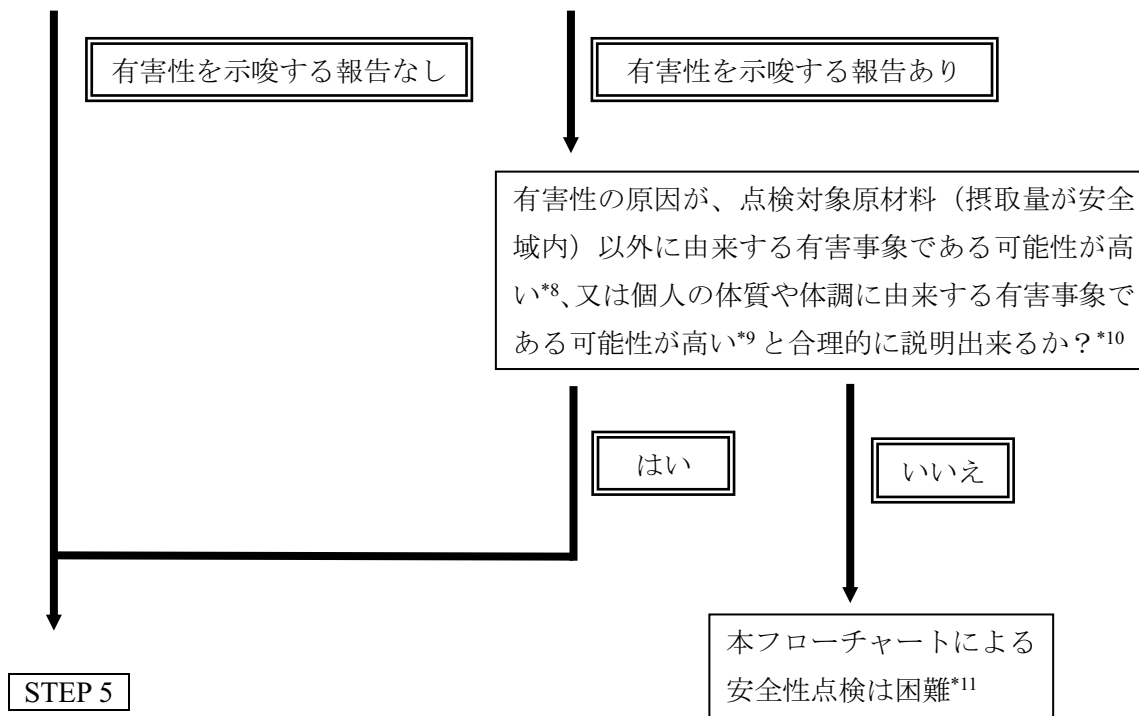 有害性を示唆する報告なし
有害性を示唆する報告あり
有害性の原因が、点検対象原材料（摂取量が安全
域内）以外に由来する有害事象である可能性が高
い*8、又は個人の体質や体調に由来する有害事象で
ある可能性が高い*9 と合理的に説明出来るか？*10
はい
いいえ
本フローチャートによる
安全性点検は困難*11
STEP 5